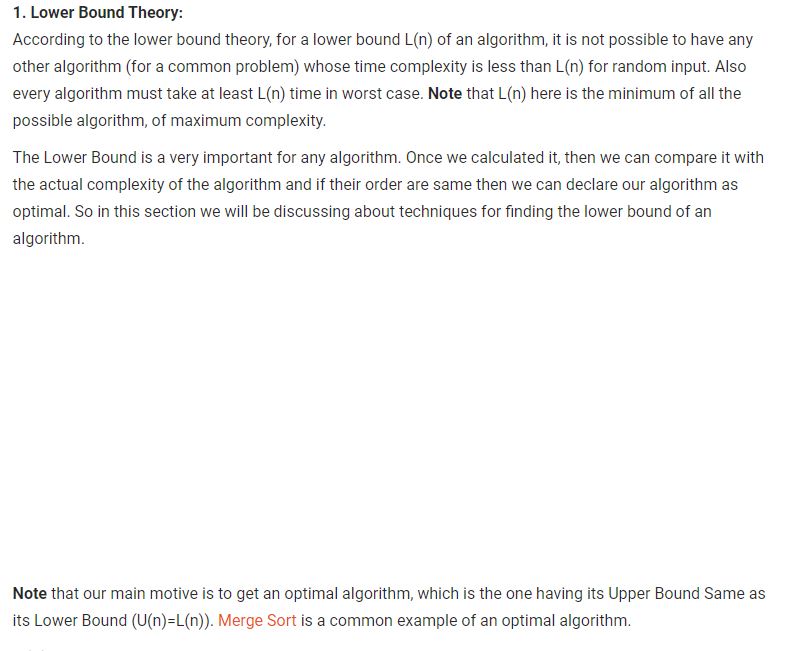 1. Lower Bound Theory:
According to the lower bound theory, for a lower bound L(n) of an algorithm, it is not possible to have any
other algorithm (for a common problem) whose time complexity is less than L(n) for random input. Also
every algorithm must take at least L(n) time in worst case. Note that L(n) here is the minimum of all the
possible algorithm, of maximum complexity.
The Lower Bound is a very important for any algorithm. Once we calculated it, then we can compare it with
the actual complexity of the algorithm and if their order are same then we can declare our algorithm as
optimal. So in this section we will be discussing about techniques for finding the lower bound of an
algorithm.
Note that our main motive is to get an optimal algorithm, which is the one having its Upper Bound Same as
its Lower Bound (U(n)=L(n)). Merge Sort is a common example of an optimal algorithm.